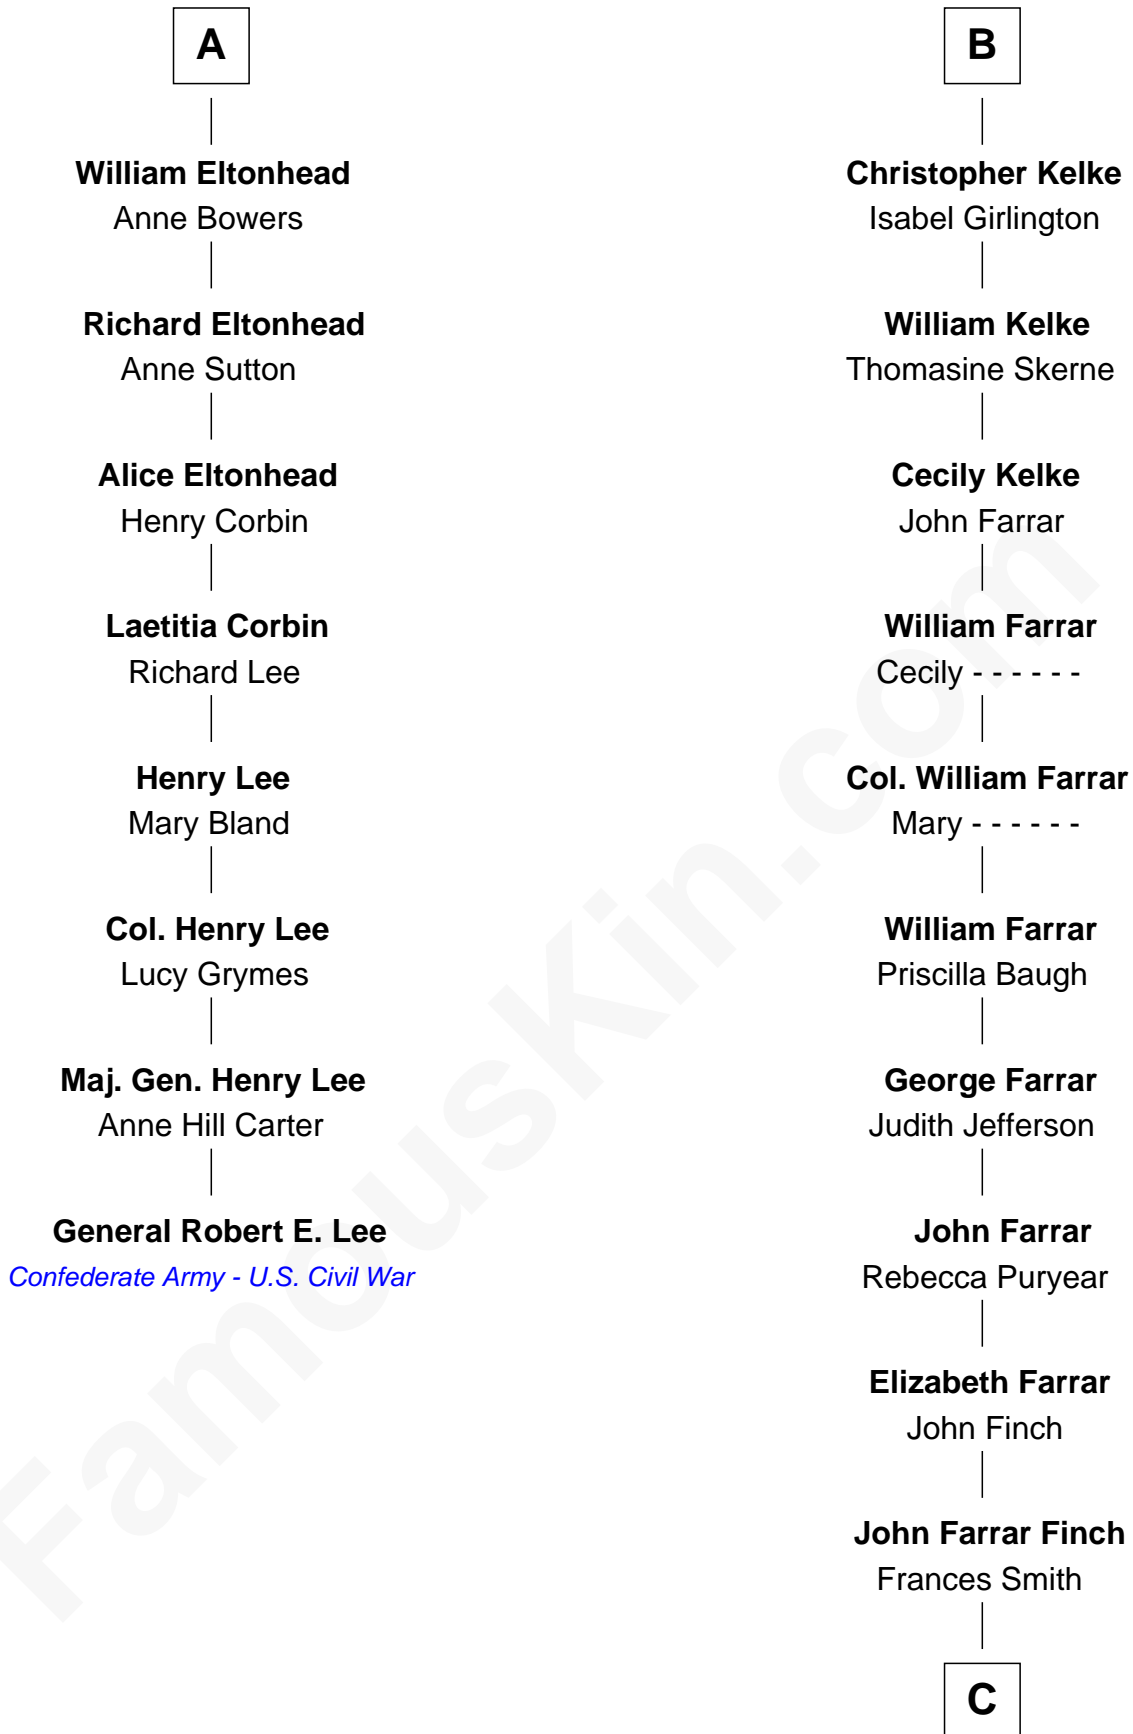 A
William Eltonhead
Anne Bowers
Richard Eltonhead
Anne Sutton
Alice Eltonhead
Henry Corbin
Laetitia Corbin
Richard Lee
Henry Lee
Mary Bland
Col. Henry Lee
Lucy Grymes
Maj. Gen. Henry Lee
Anne Hill Carter
General Robert E. Lee
Confederate Army - U.S. Civil War
B
Christopher Kelke
Isabel Girlington
William Kelke
Thomasine Skerne
Cecily Kelke
John Farrar
William Farrar
Cecily - - - - - -
Col. William Farrar
Mary - - - - - -
William Farrar
Priscilla Baugh
George Farrar
Judith Jefferson
John Farrar
Rebecca Puryear
Elizabeth Farrar
John Finch
John Farrar Finch
Frances Smith
C
FamousKin.com